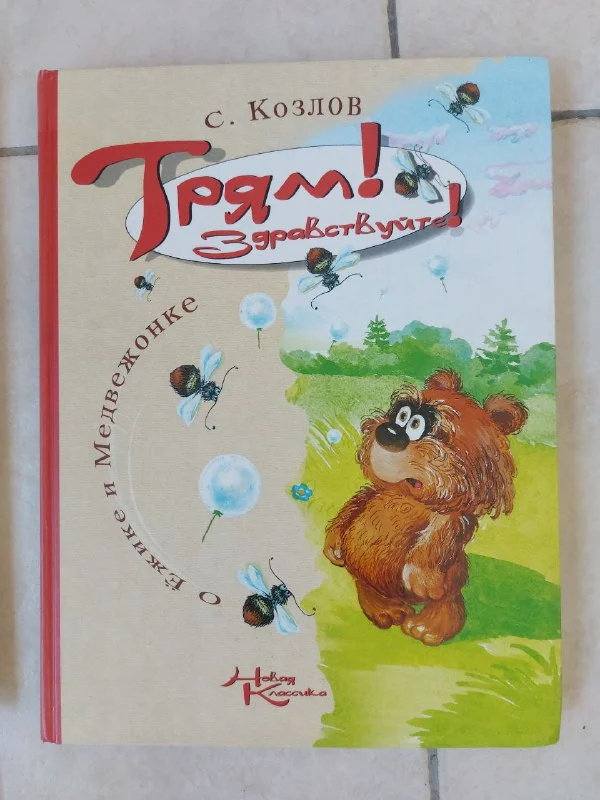 С. Козлов
Трям!
Здравствуйте!
О Ёжике и Медвежонке
Новая
Классика